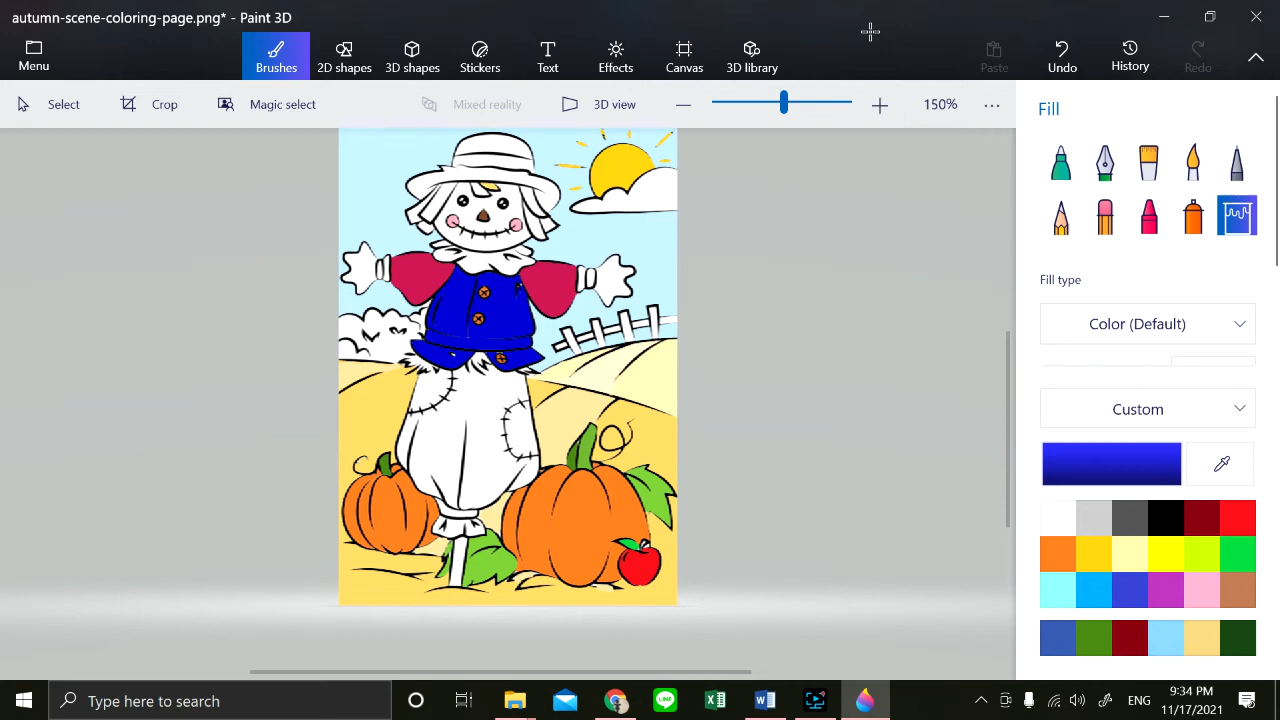 autumn-scene-coloring-page.png* - Paint 3D
Menu
Brushes
2D shapes
3D shapes
Stickers
Text
Effects
Canvas
3D library
Paste
Undo
History
Redo
Select
Crop
Magic select
Mixed reality
3D view
150%
Fill
Fill type
Color (Default)
Custom
Type here to search
ENG
9:34 PM
11/17/2021